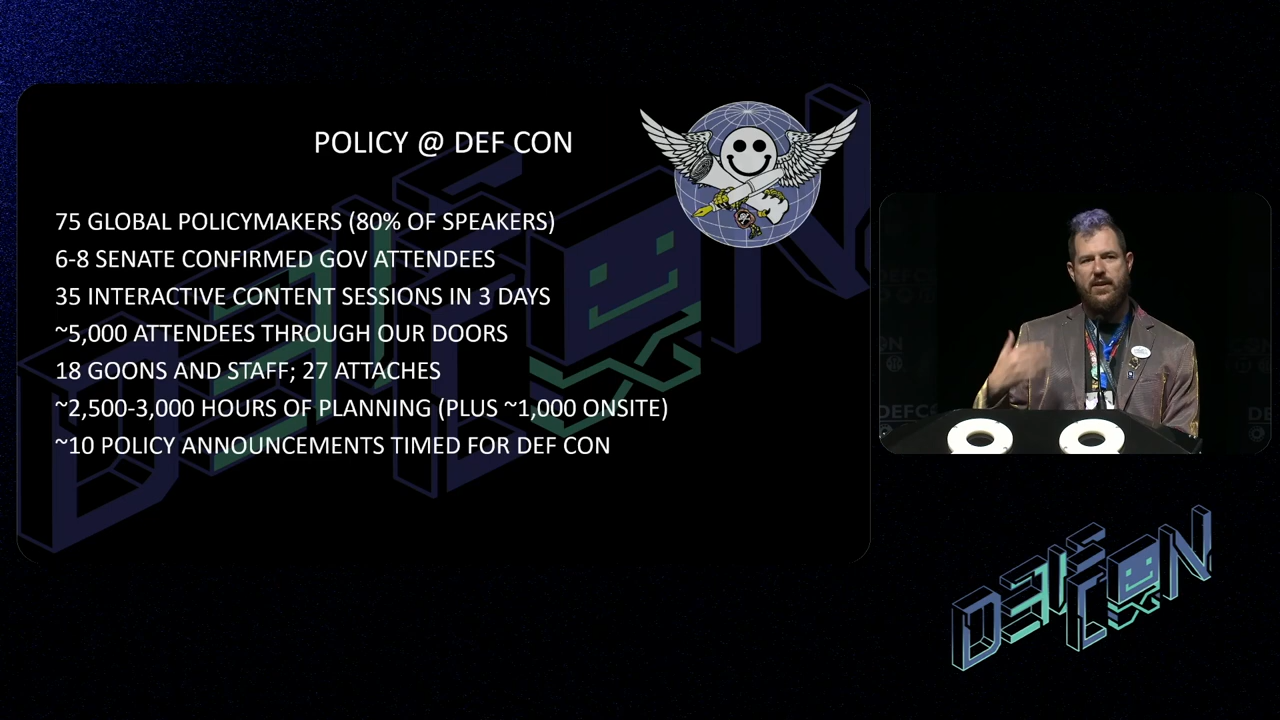 POLICY @ DEF CON
75 GLOBAL POLICYMAKERS (80% OF SPEAKERS)
6-8 SENATE CONFIRMED GOV ATTENDEES
35 INTERACTIVE CONTENT SESSIONS IN 3 DAYS
~5,000 ATTENDEES THROUGH OUR DOORS
18 GOONS AND STAFF; 27 ATTACHES
~2,500-3,000 HOURS OF PLANNING (PLUS ~1,000 ONSITE)
~10 POLICY ANNOUNCEMENTS TIMED FOR DEF CON
DEF CON